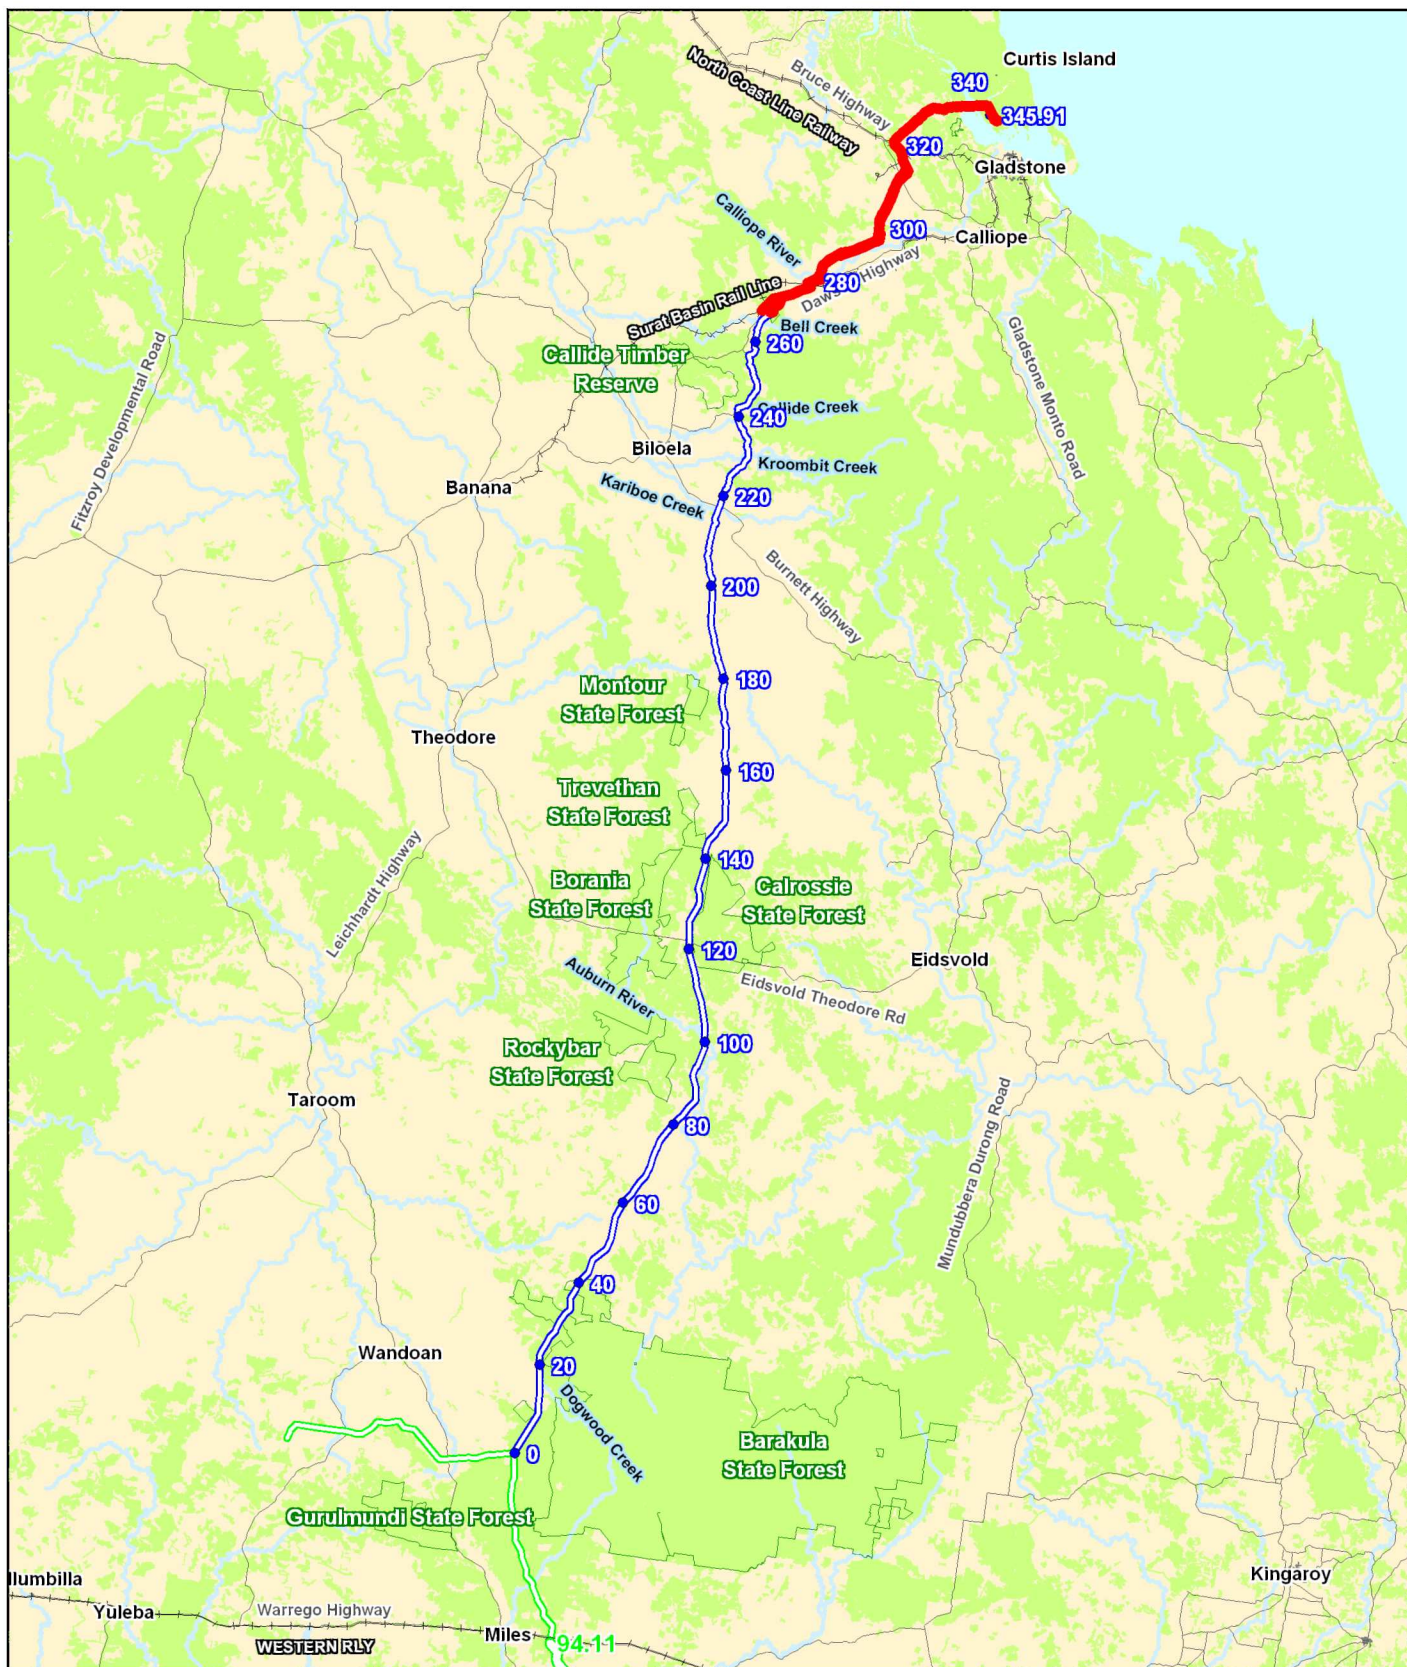 Curtis Island
North Coast Line Railway
Bruce Highway
340
345.91
320
Gladstone
Calliope River
300
Calliope
280
Dawson Highway
Surat Basin Rail Line
Bell Creek
260
Callide Timber
Reserve
Gladstone Monto Road
Fitzroy Developmental Road
Callide Creek
240
Biloela
Kroombit Creek
Banana
Kariboe Creek
220
Burnett Highway
200
Montour
State Forest
180
Theodore
160
Trevethan
State Forest
Leichhardt Highway
140
Borania
State Forest
Calrossie
State Forest
120
Eidsvold
Auburn River
Eidsvold Theodore Rd
100
Rockybar
State Forest
Taroom
80
Mundubbera Durong Road
60
40
Wandoan
20
Dogwood Creek
0
Barakula
State Forest
Gurulmundi State Forest
llumbilla
Kingaroy
Yuleba
Warrego Highway
Miles
94.11
WESTERN RLY